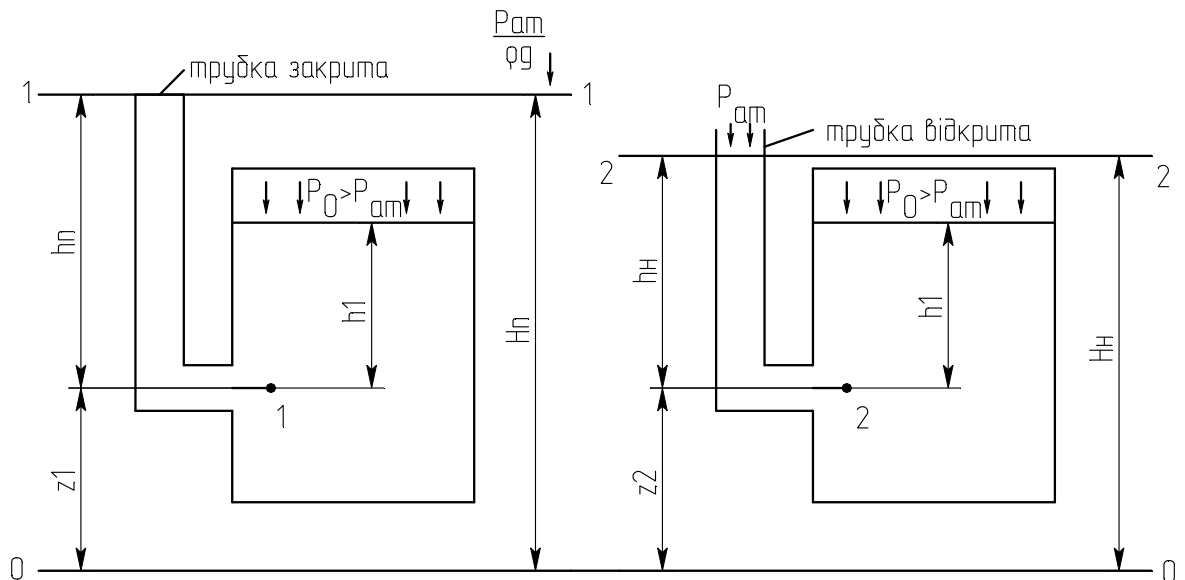 Pат
ρg
трубка закрита
1
1
Pат
трубка відкрита
2
2
P0>Pат
P0>Pат
hп
h1
Hп
hн
h1
Hн
1
2
z1
z2
0
0